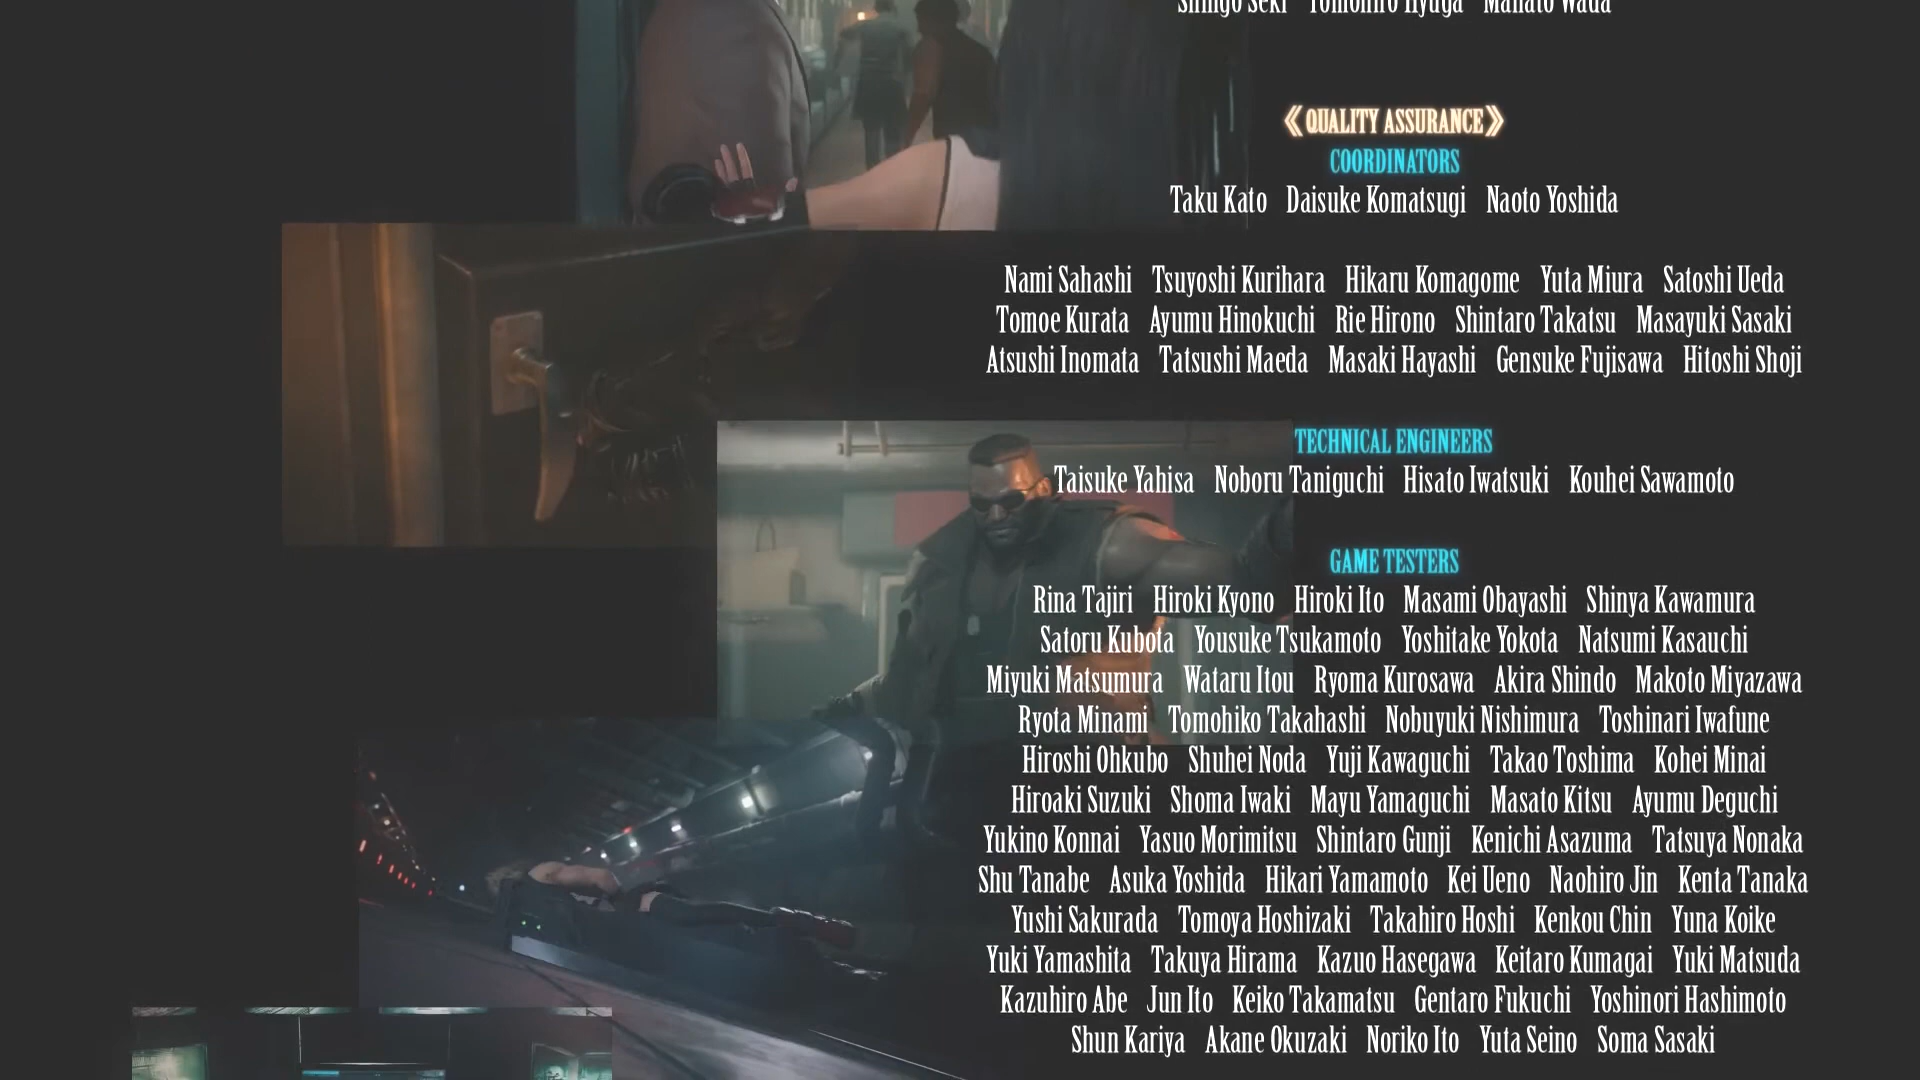 Shingo Seki Tomohiro Hyuga Manato Wada
《QUALITY ASSURANCE》
COORDINATORS
Taku Kato Daisuke Komatsugi Naoto Yoshida
Nami Sahashi Tsuyoshi Kurihara Hikaru Komagome Yuta Miura Satoshi Ueda
Tomoe Kurata Ayumu Hinokuchi Rie Hirono Shintaro Takatsu Masayuki Sasaki
Atsushi Inomata Tatsushi Maeda Masaki Hayashi Gensuke Fujisawa Hitoshi Shoji
TECHNICAL ENGINEERS
Taisuke Yahisa Noboru Taniguchi Hisato Iwatsuki Kouhei Sawamoto
GAME TESTERS
Rina Tajiri Hiroki Kyono Hiroki Ito Masami Obayashi Shinya Kawamura
Satoru Kubota Yousuke Tsukamoto Yoshitake Yokota Natsumi Kasauchi
Miyuki Matsumura Wataru Itou Ryoma Kurosawa Akira Shindo Makoto Miyazawa
Ryota Minami Tomohiko Takahashi Nobuyuki Nishimura Toshinari Iwafune
Hiroshi Ohkubo Shuhei Noda Yuji Kawaguchi Takao Toshima Kohei Minai
Hiroaki Suzuki Shoma Iwaki Mayu Yamaguchi Masato Kitsu Ayumu Deguchi
Yukino Konnai Yasuo Morimitsu Shintaro Gunji Kenichi Asazuma Tatsuya Nonaka
Shu Tanabe Asuka Yoshida Hikari Yamamoto Kei Ueno Naohiro Jin Kenta Tanaka
Yushi Sakurada Tomoya Hoshizaki Takahiro Hoshi Kenkou Chin Yuna Koike
Yuki Yamashita Takuya Hirama Kazuo Hasegawa Keitaro Kumagai Yuki Matsuda
Kazuhiro Abe Jun Ito Keiko Takamatsu Gentaro Fukuchi Yoshinori Hashimoto
Shun Kariya Akane Okuzaki Noriko Ito Yuta Seino Soma Sasaki